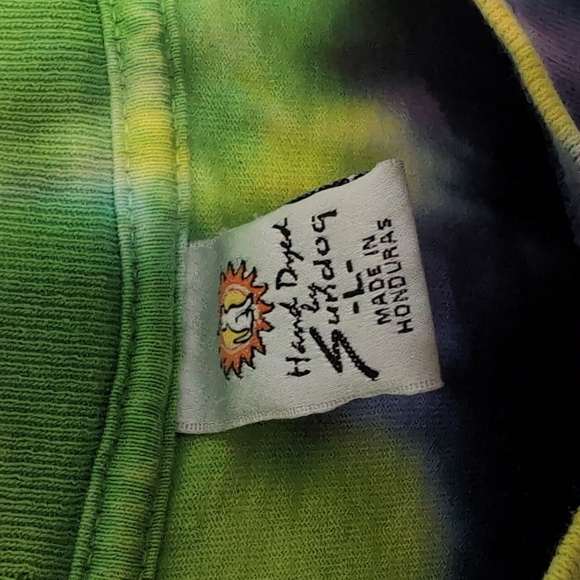 Hand Dyed
by
Sundog
-L-
MADE IN
HONDURAS